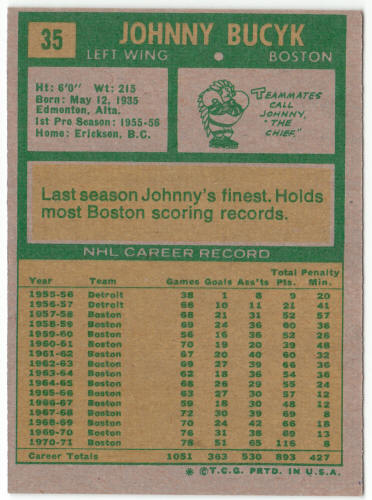 35
JOHNNY BUCYK
LEFT WING BOSTON
Ht: 6'0" Wt: 215
Born: May 12, 1935
Edmonton, Alta.
1st Pro Season: 1955-56
Home: Erickson, B.C.
TEAMMATES
CALL
JOHNNY,
"THE
CHIEF."
Last season Johnny's finest. Holds
most Boston scoring records.
NHL CAREER RECORD
Total Penalty
Year Team Games Goals Ass'ts Pts. Min.
1955-56 Detroit 38 1 8 9 20
1956-57 Detroit 66 10 11 21 41
1957-58 Boston 68 21 31 52 57
1958-59 Boston 69 24 36 60 36
1959-60 Boston 56 16 36 52 26
1960-61 Boston 70 19 20 39 48
1961-62 Boston 67 20 40 60 32
1962-63 Boston 69 27 39 66 36
1963-64 Boston 62 18 36 54 36
1964-65 Boston 68 26 29 55 24
1965-66 Boston 63 27 30 57 12
1966-67 Boston 59 18 30 48 12
1967-68 Boston 72 30 39 69 8
1968-69 Boston 70 24 42 66 18
1969-70 Boston 76 31 38 69 13
1970-71 Boston 78 51 65 116 8
Career Totals 1051 363 530 893 427
* ©T.C.G. PRTD. IN U.S.A.